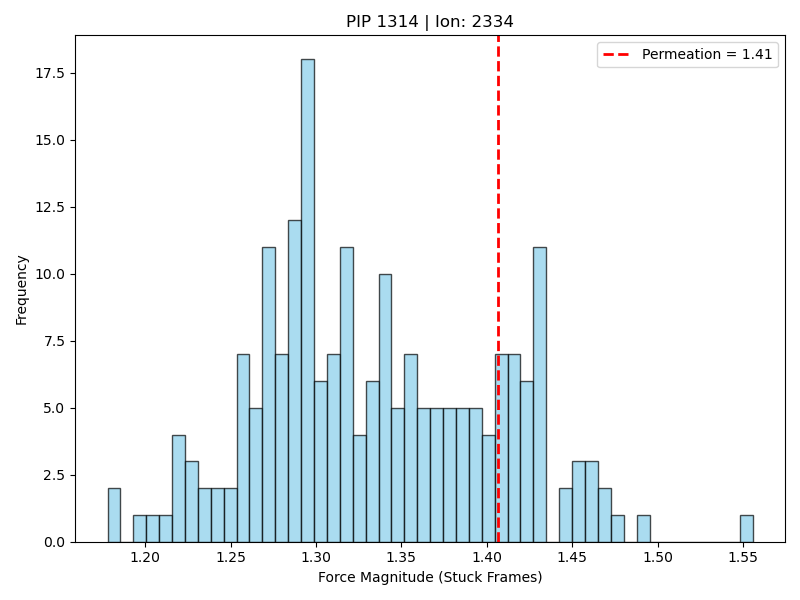 PIP 1314 | Ion: 2334
Permeation = 1.41
Frequency
17.5
15.0
12.5
10.0
7.5
5.0
2.5
0.0
1.20 1.25 1.30 1.35 1.40 1.45 1.50 1.55
Force Magnitude (Stuck Frames)